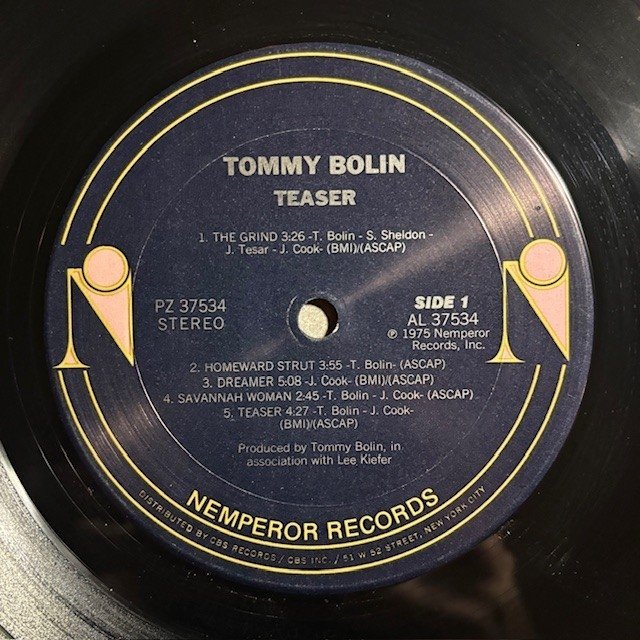 TOMMY BOLIN
TEASER
1. THE GRIND 3:26 -T. Bolin - S. Sheldon -
J. Tesar - J. Cook- (BMI)/(ASCAP)
PZ 37534
STEREO
SIDE 1
AL 37534
℗ 1975 Nemperor
Records, Inc.
2. HOMEWARD STRUT 3:55 -T. Bolin- (ASCAP)
3. DREAMER 5:08 -J. Cook- (BMI)/(ASCAP)
4. SAVANNAH WOMAN 2:45 -T. Bolin - J. Cook- (ASCAP)
5. TEASER 4:27 -T. Bolin - J. Cook-
(BMI)/(ASCAP)
Produced by Tommy Bolin, in
association with Lee Kiefer
NEMPEROR RECORDS
DISTRIBUTED BY CBS RECORDS / CBS INC. / 51 W 52 STREET, NEW YORK CITY